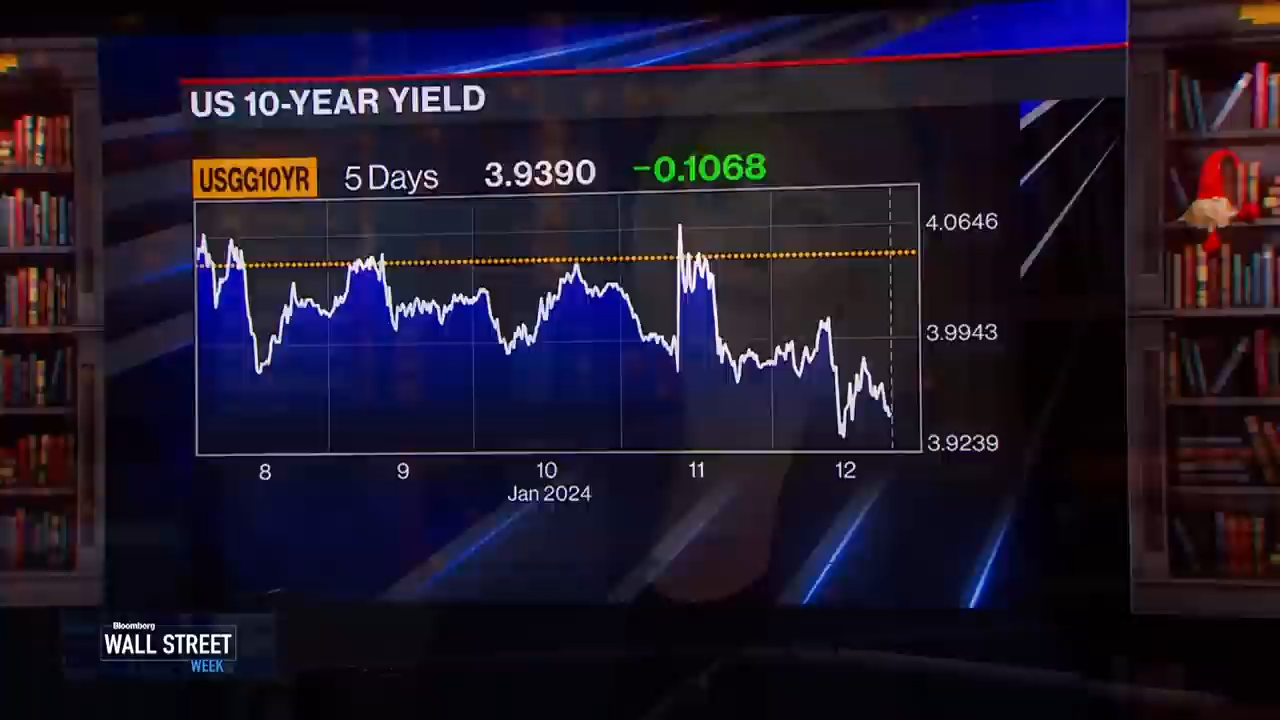 US 10-YEAR YIELD
USGG10YR 5 Days 3.9390 -0.1068
4.0646
3.9943
3.9239
8 9 10 11 12
Jan 2024
Bloomberg
WALL STREET
WEEK